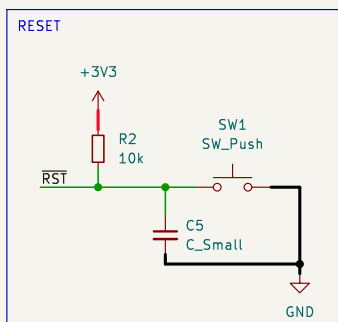 RESET
+3V3
R2
10k
SW1
SW_Push
RST
C5
C_Small
GND